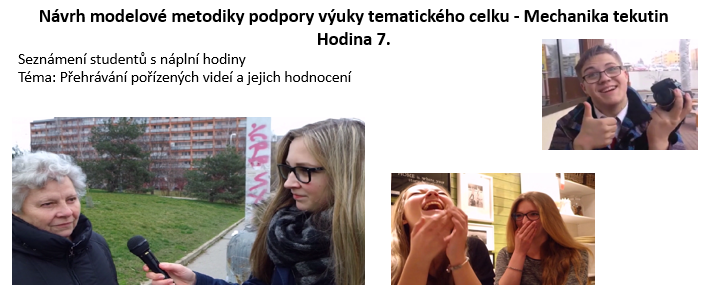 Návrh modelové metodiky podpory výuky tematického celku - Mechanika tekutin
Hodina 7.
Seznámení studentů s náplní hodiny
Téma: Přehrávání pořízených videí a jejich hodnocení